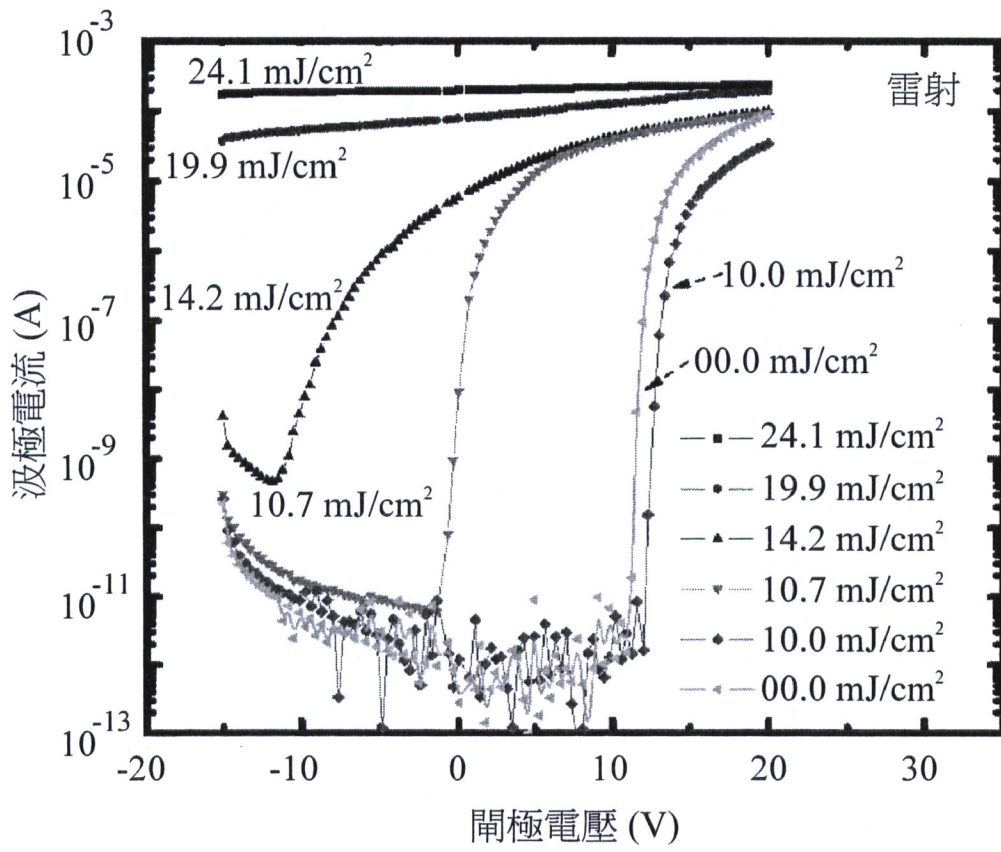 10⁻³
24.1 mJ/cm²
雷射
19.9 mJ/cm²
10⁻⁵
14.2 mJ/cm²
10.0 mJ/cm²
10⁻⁷
00.0 mJ/cm²
汲極電流 (A)
24.1 mJ/cm²
10⁻⁹
10.7 mJ/cm²
19.9 mJ/cm²
14.2 mJ/cm²
10⁻¹¹
10.7 mJ/cm²
10.0 mJ/cm²
00.0 mJ/cm²
10⁻¹³
-20 -10 0 10 20 30
閘極電壓 (V)